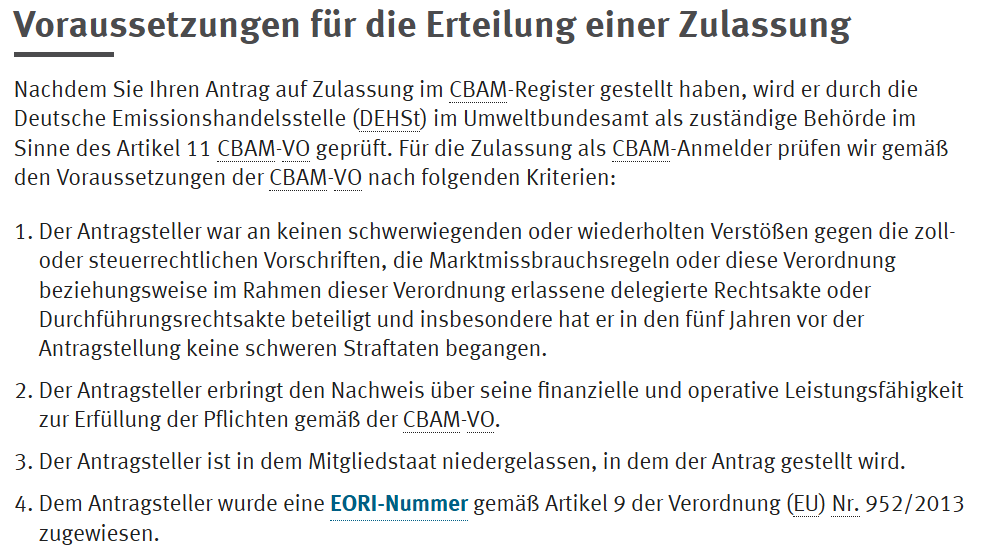 Voraussetzungen für die Erteilung einer Zulassung
Nachdem Sie Ihren Antrag auf Zulassung im CBAM-Register gestellt haben, wird er durch die
Deutsche Emissionshandelsstelle (DEHSt) im Umweltbundesamt als zuständige Behörde im
Sinne des Artikel 11 CBAM-VO geprüft. Für die Zulassung als CBAM-Anmelder prüfen wir gemäß
den Voraussetzungen der CBAM-VO nach folgenden Kriterien:
1. Der Antragsteller war an keinen schwerwiegenden oder wiederholten Verstößen gegen die zoll-
oder steuerrechtlichen Vorschriften, die Marktmissbrauchsregeln oder diese Verordnung
beziehungsweise im Rahmen dieser Verordnung erlassene delegierte Rechtsakte oder
Durchführungsrechtsakte beteiligt und insbesondere hat er in den fünf Jahren vor der
Antragstellung keine schweren Straftaten begangen.
2. Der Antragsteller erbringt den Nachweis über seine finanzielle und operative Leistungsfähigkeit
zur Erfüllung der Pflichten gemäß der CBAM-VO.
3. Der Antragsteller ist in dem Mitgliedstaat niedergelassen, in dem der Antrag gestellt wird.
4. Dem Antragsteller wurde eine EORI-Nummer gemäß Artikel 9 der Verordnung (EU) Nr. 952/2013
zugewiesen.